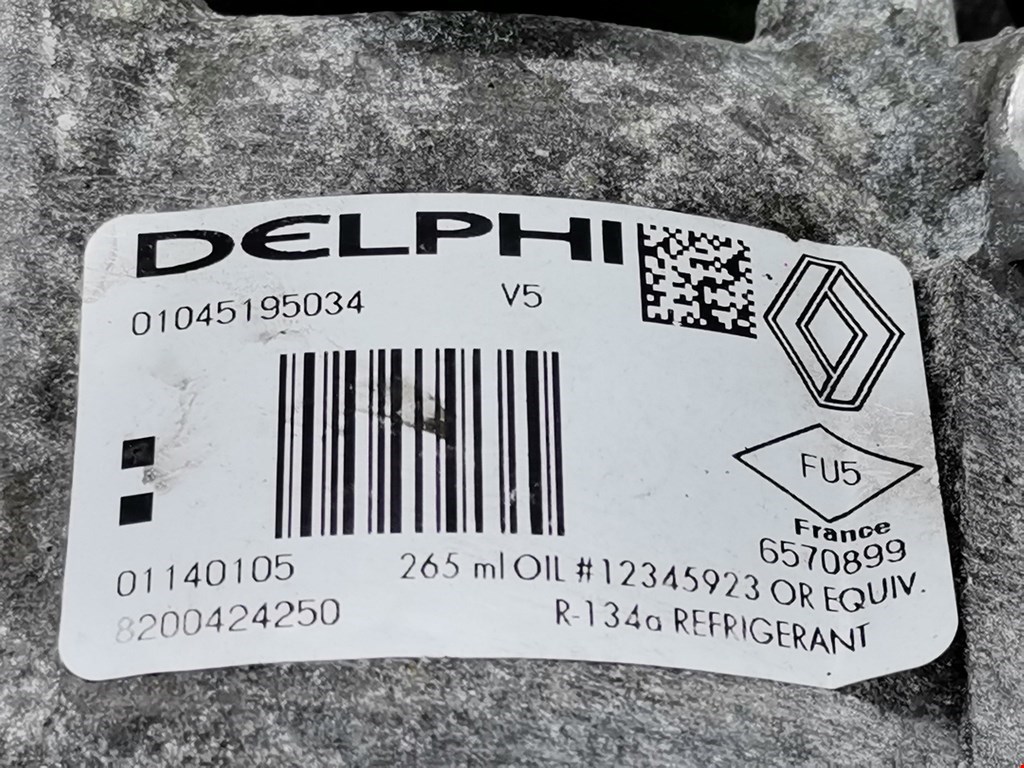 DELPHI
01045195034 V5
FU5
France
6570899
01140105
265 ml OIL #12345923 OR EQUIV.
8200424250
R-134a REFRIGERANT